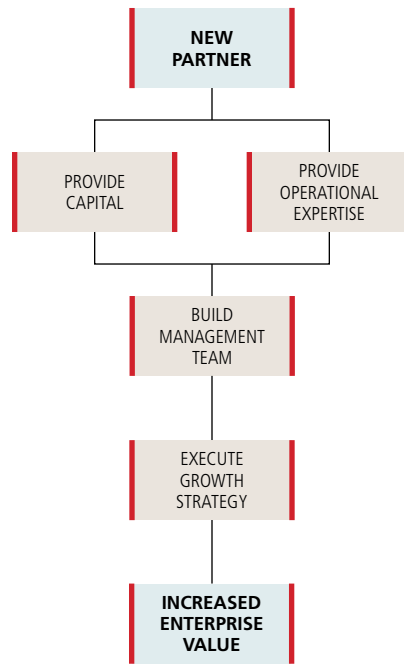 NEW
PARTNER
PROVIDE
CAPITAL
PROVIDE
OPERATIONAL
EXPERTISE
BUILD
MANAGEMENT
TEAM
EXECUTE
GROWTH
STRATEGY
INCREASED
ENTERPRISE
VALUE